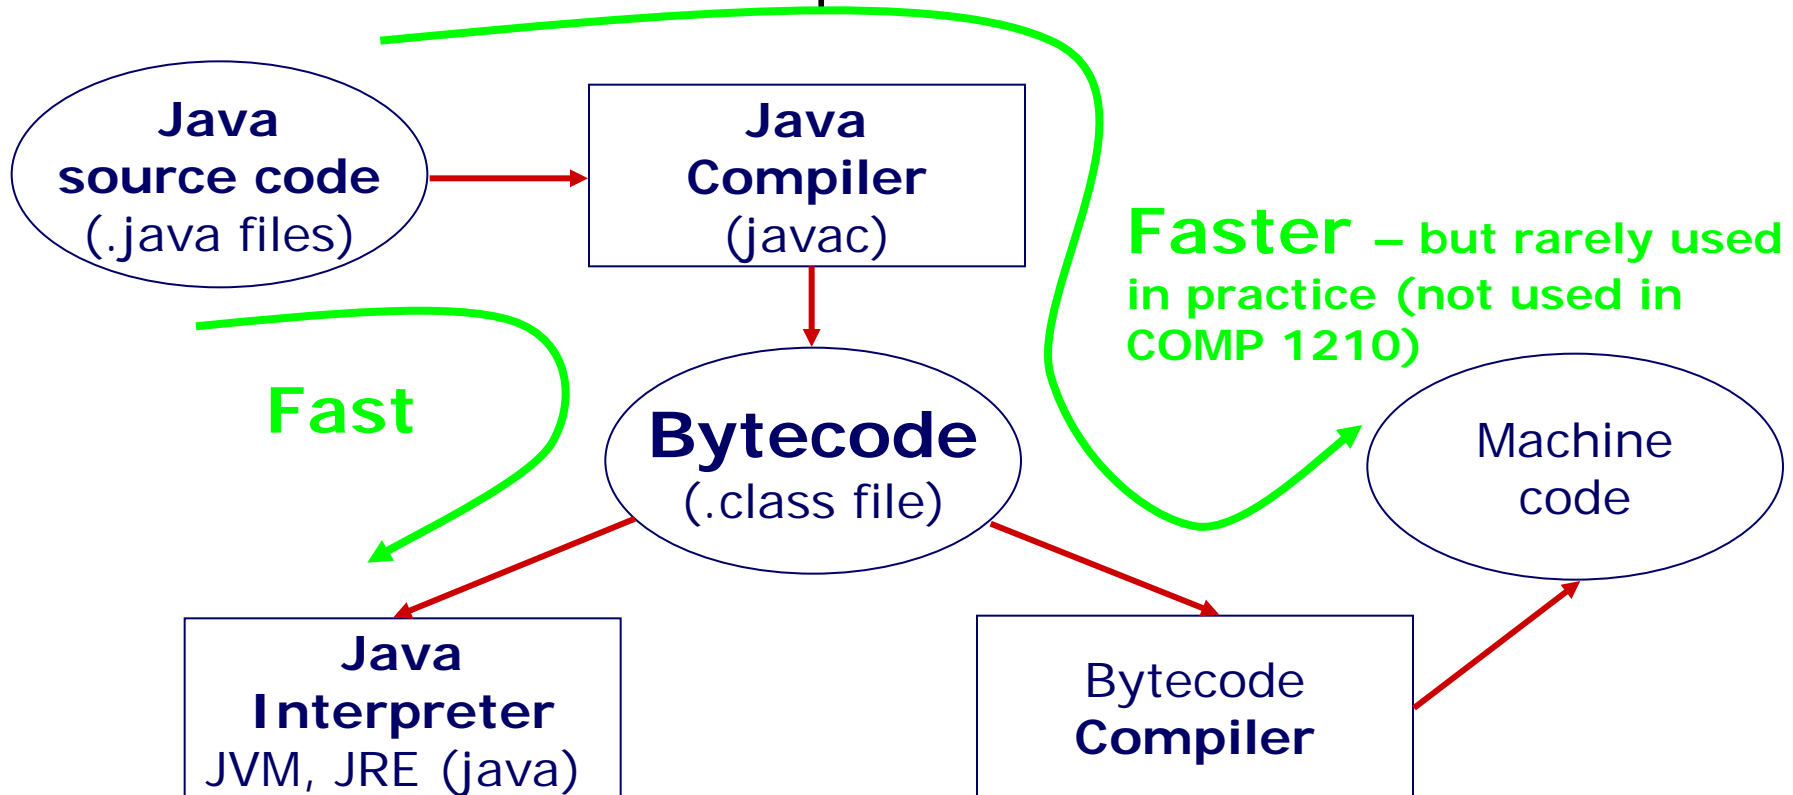 Java
source code
(.java files)
Java
Compiler
(javac)
Faster – but rarely used
in practice (not used in
COMP 1210)
Fast
Bytecode
(.class file)
Machine
code
Java
Interpreter
JVM, JRE (java)
Bytecode
Compiler